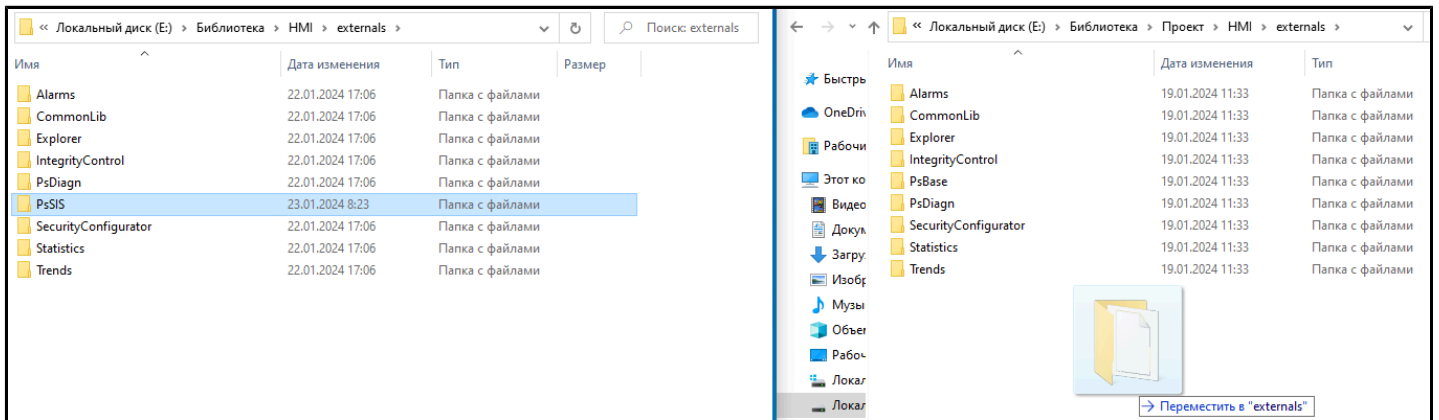 « Локальный диск (E:) › Библиотека › HMI › externals ›
Поиск: externals
Имя Дата изменения Тип Размер
Alarms 22.01.2024 17:06 Папка с файлами
CommonLib 22.01.2024 17:06 Папка с файлами
Explorer 22.01.2024 17:06 Папка с файлами
IntegrityControl 22.01.2024 17:06 Папка с файлами
PsDiagn 22.01.2024 17:06 Папка с файлами
PsSIS 23.01.2024 8:23 Папка с файлами
SecurityConfigurator 22.01.2024 17:06 Папка с файлами
Statistics 22.01.2024 17:06 Папка с файлами
Trends 22.01.2024 17:06 Папка с файлами
« Локальный диск (E:) › Библиотека › Проект › HMI › externals ›
Быстрь
OneDriv
Рабочи
Этот ко
Видео
Докум
Загру
Изобр
Музы
Объег
Рабоч
Локал
Локал
Имя Дата изменения Тип
Alarms 19.01.2024 11:33 Папка с файлами
CommonLib 19.01.2024 11:33 Папка с файлами
Explorer 19.01.2024 11:33 Папка с файлами
IntegrityControl 19.01.2024 11:33 Папка с файлами
PsBase 19.01.2024 11:33 Папка с файлами
PsDiagn 19.01.2024 11:33 Папка с файлами
SecurityConfigurator 19.01.2024 11:33 Папка с файлами
Statistics 19.01.2024 11:33 Папка с файлами
Trends 19.01.2024 11:33 Папка с файлами
Переместить в "externals"